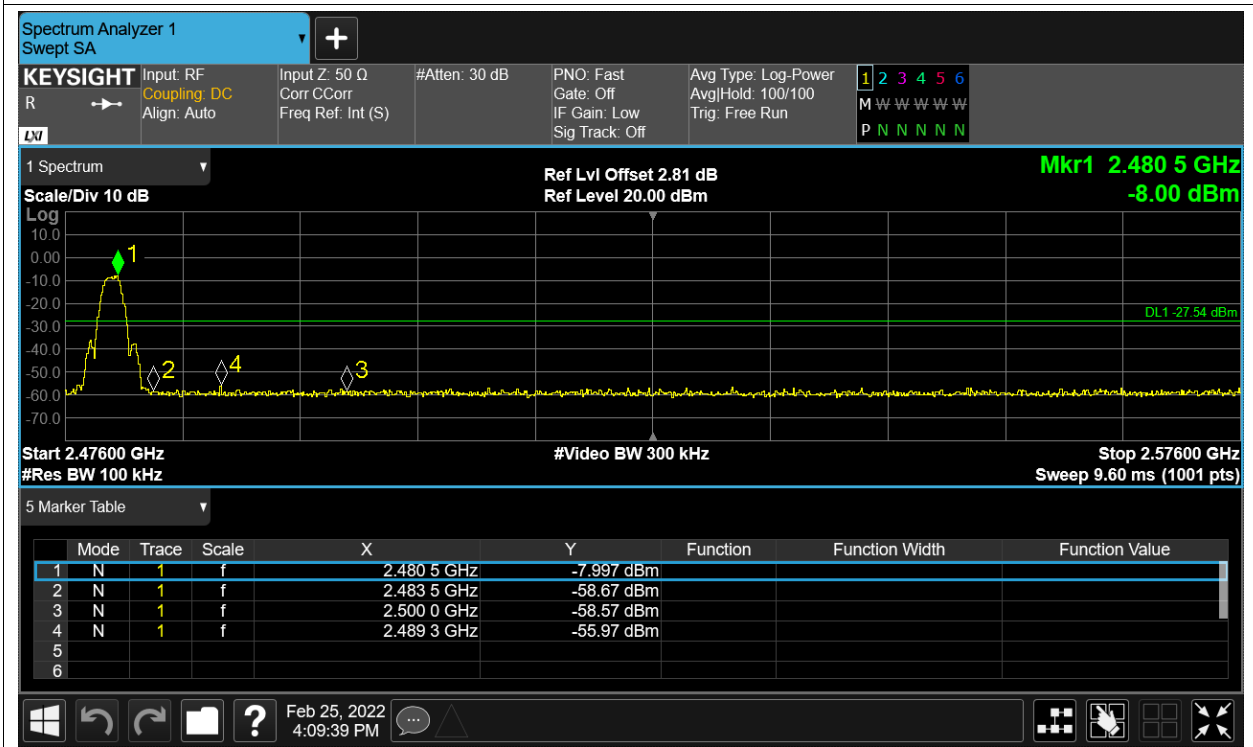 Spectrum Analyzer 1
Swept SA
KEYSIGHT Input: RF Input Z: 50 Ω #Atten: 30 dB PNO: Fast Avg Type: Log-Power 1 2 3 4 5 6
R Coupling: DC Corr CCorr Gate: Off Avg|Hold: 100/100 M W W W W W
Align: Auto Freq Ref: Int (S) IF Gain: Low Trig: Free Run
LXI Sig Track: Off P N N N N N
1 Spectrum Ref Lvl Offset 2.81 dB Mkr1 2.480 5 GHz
Scale/Div 10 dB Ref Level 20.00 dBm -8.00 dBm
Log
10.0
1
0.00
-10.0
-20.0
DL1 -27.54 dBm
-30.0
-40.0
2 4 3
-50.0
-60.0
-70.0
Start 2.47600 GHz #Video BW 300 kHz Stop 2.57600 GHz
#Res BW 100 kHz Sweep 9.60 ms (1001 pts)
5 Marker Table
Mode Trace Scale X Y Function Function Width Function Value
1 N 1 f 2.480 5 GHz -7.997 dBm
2 N 1 f 2.483 5 GHz -58.67 dBm
3 N 1 f 2.500 0 GHz -58.57 dBm
4 N 1 f 2.489 3 GHz -55.97 dBm
5
6
? Feb 25, 2022
4:09:39 PM